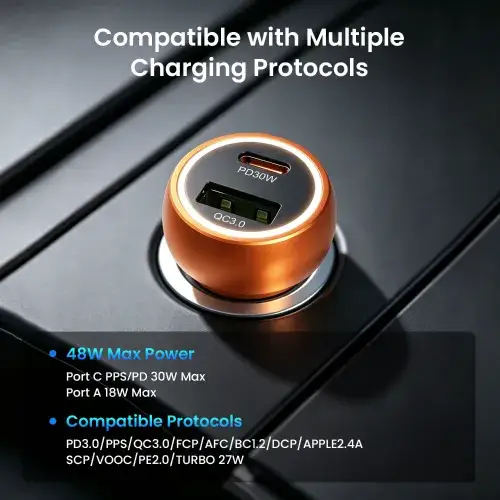 Compatible with Multiple
Charging Protocols
PD30W
QC3.0
48W Max Power
Port C PPS/PD 30W Max
Port A 18W Max
Compatible Protocols
PD3.0/PPS/QC3.0/FCP/AFC/BC1.2/DCP/APPLE2.4A
SCP/VOOC/PE2.0/TURBO 27W